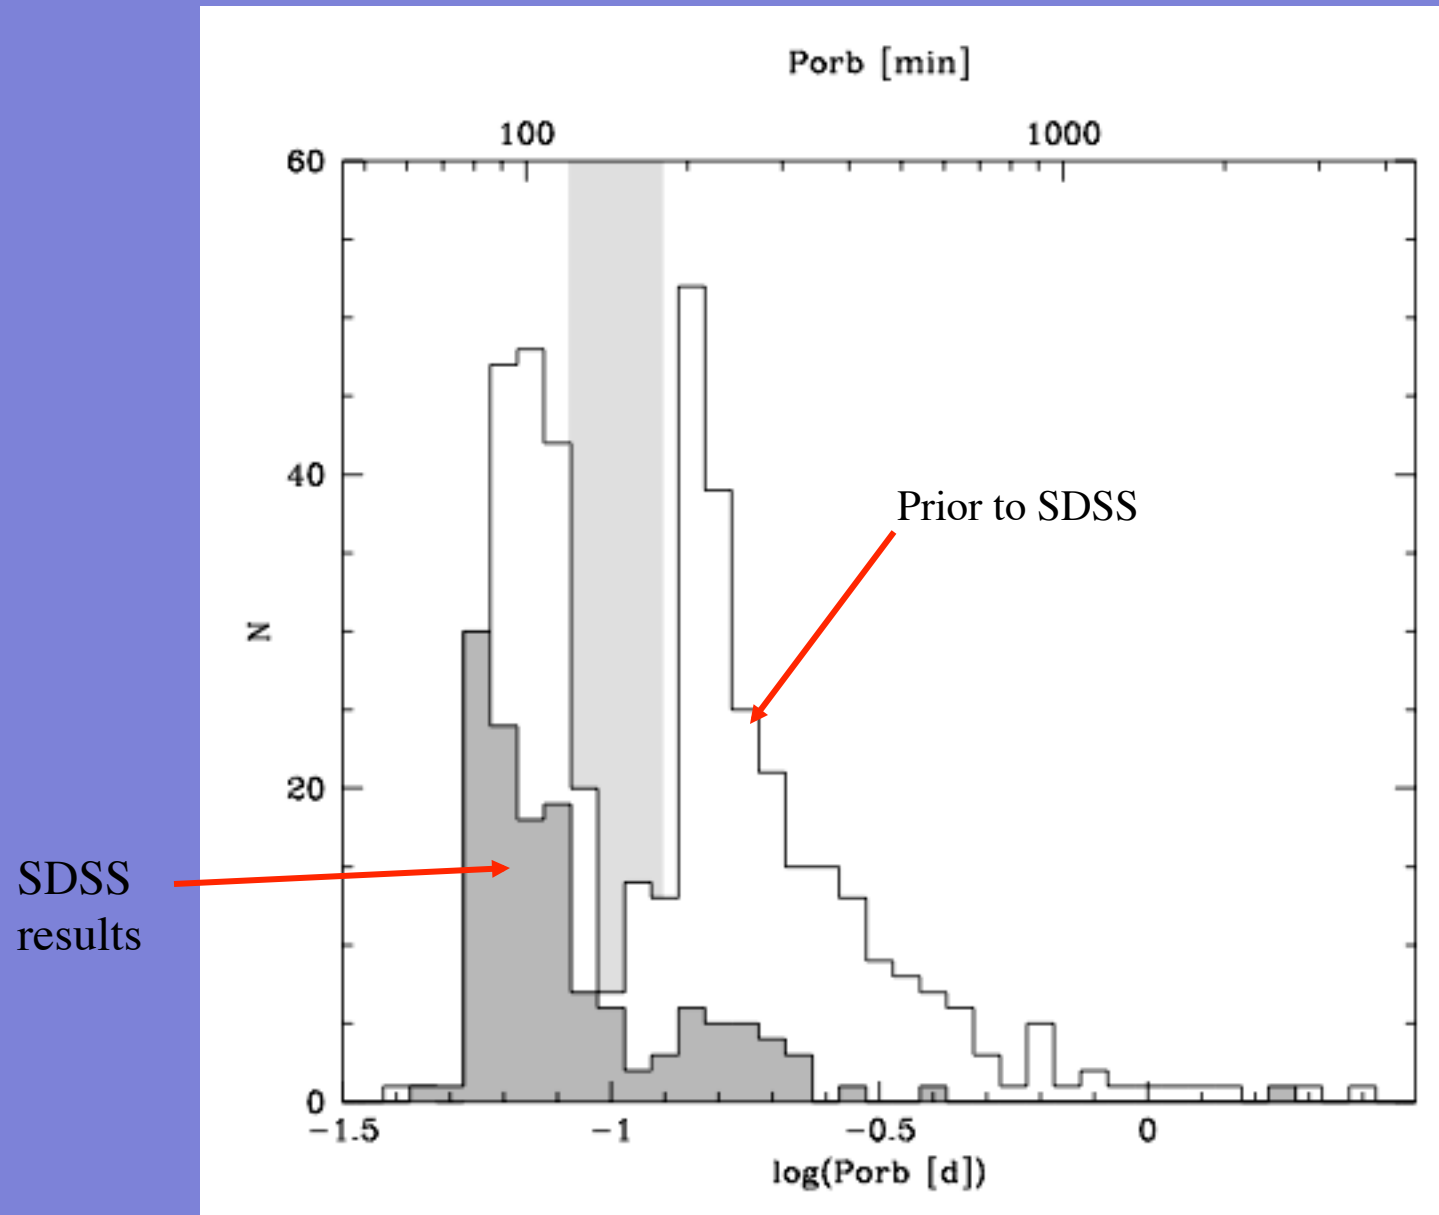 Porb [min]
100 1000
60
40
20
0
N
Prior to SDSS
SDSS
results
−1.5 −1 −0.5 0
log(Porb [d])